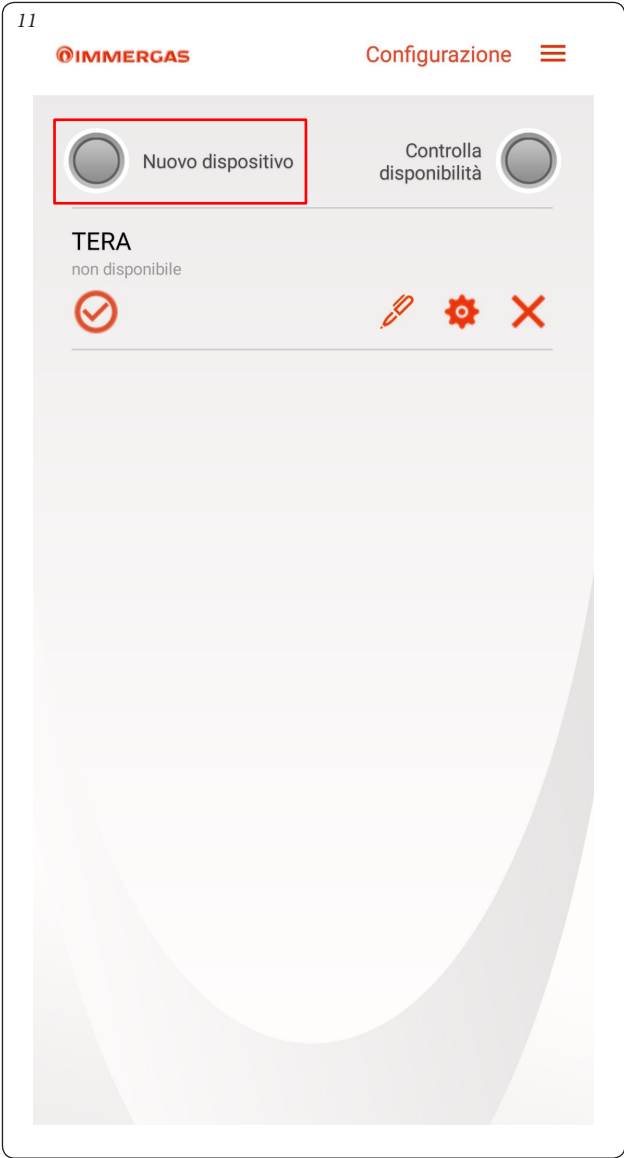 11
IMMERGAS
Configurazione
Nuovo dispositivo
Controlla
disponibilità
TERA
non disponibile